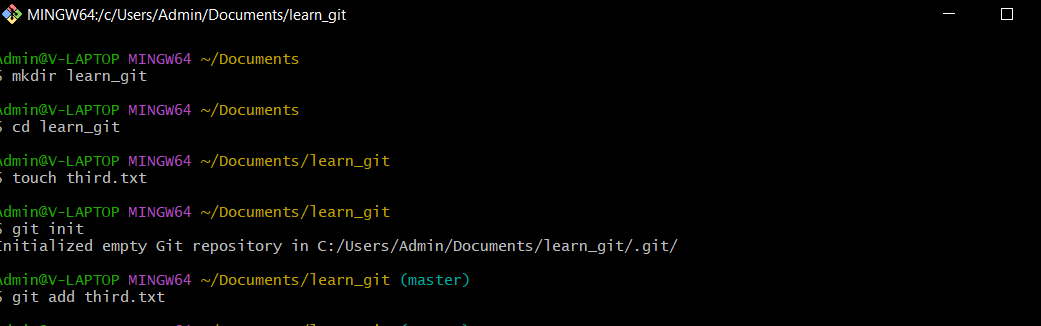 MINGW64:/c/Users/Admin/Documents/learn_git
Admin@V-LAPTOP MINGW64 ~/Documents
$ mkdir learn_git
Admin@V-LAPTOP MINGW64 ~/Documents
$ cd learn_git
Admin@V-LAPTOP MINGW64 ~/Documents/learn_git
$ touch third.txt
Admin@V-LAPTOP MINGW64 ~/Documents/learn_git
$ git init
Initialized empty Git repository in C:/Users/Admin/Documents/learn_git/.git/
Admin@V-LAPTOP MINGW64 ~/Documents/learn_git (master)
$ git add third.txt